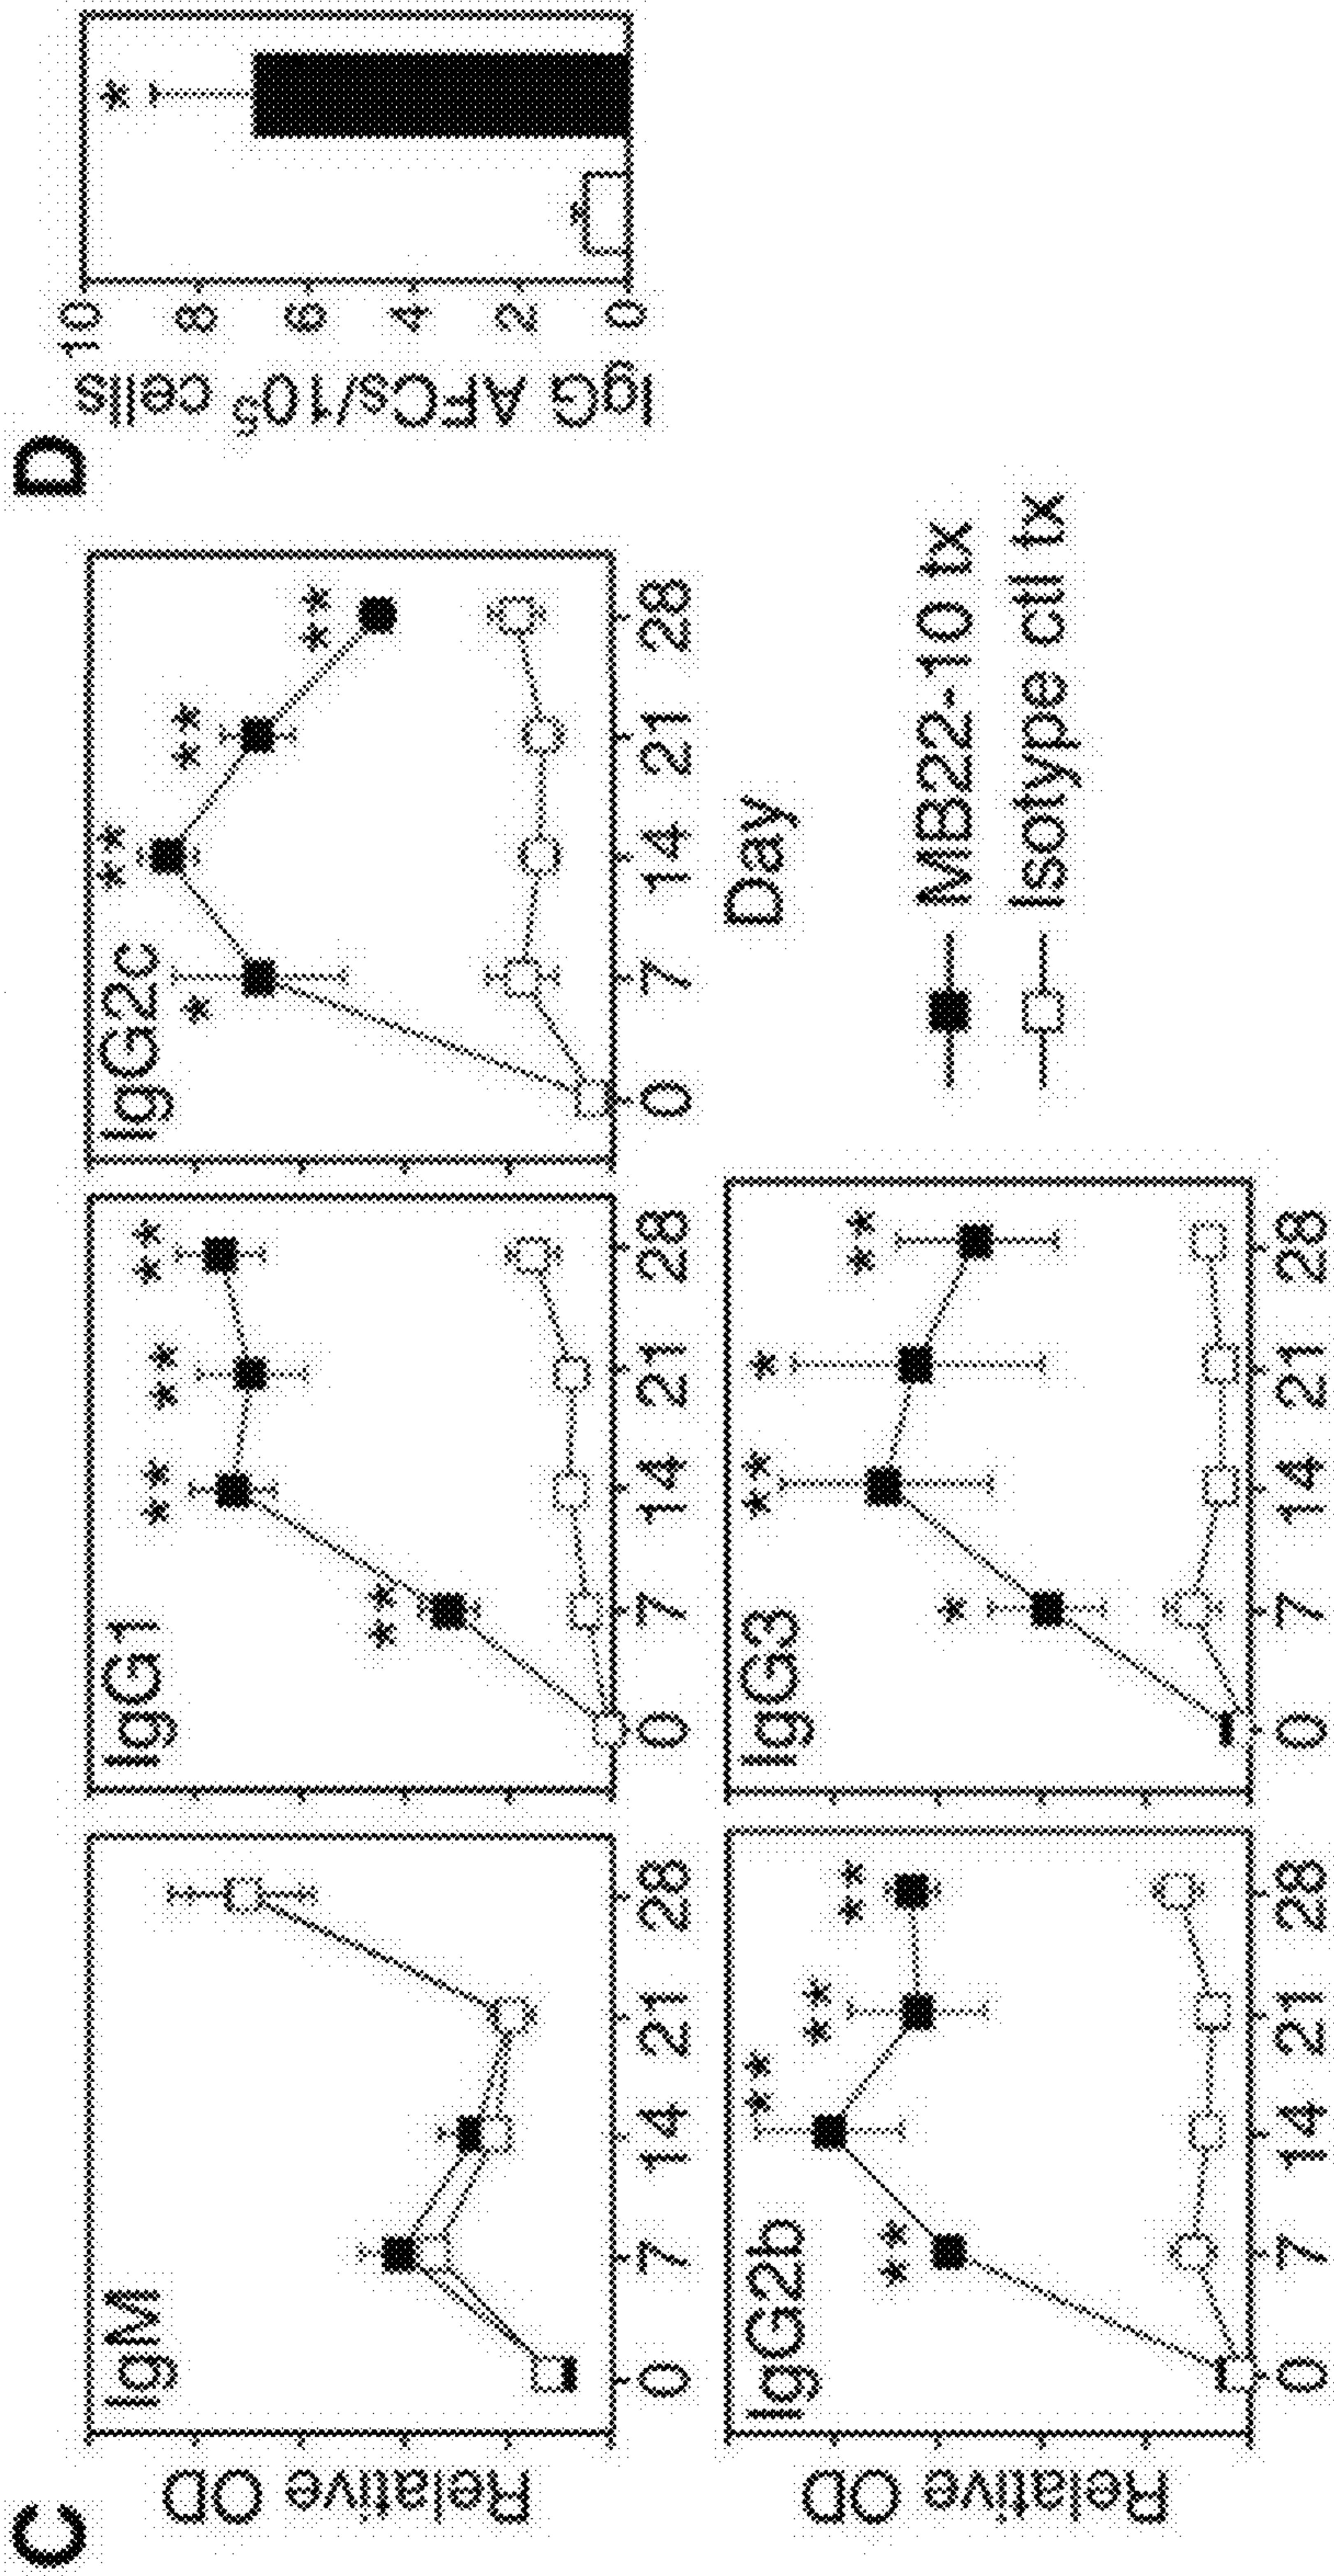 C
IgM
IgG1
IgG2c
Relative OD
* * * * * * * *
* * * * * * *
0 7 14 21 28
0 7 14 21 28
0 7 14 21 28
Day
IgG2b
IgG3
Relative OD
* * * * * * * *
* * * * * *
0 7 14 21 28
0 7 14 21 28
MB22-10 tx
Isotype ctl tx
D
IgG AFCs/10⁵ cells
10
8
6
4
2
0
*